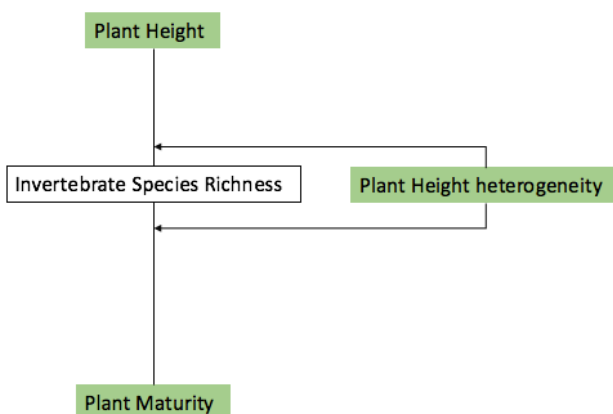 Plant Height
Invertebrate Species Richness
Plant Height heterogeneity
Plant Maturity